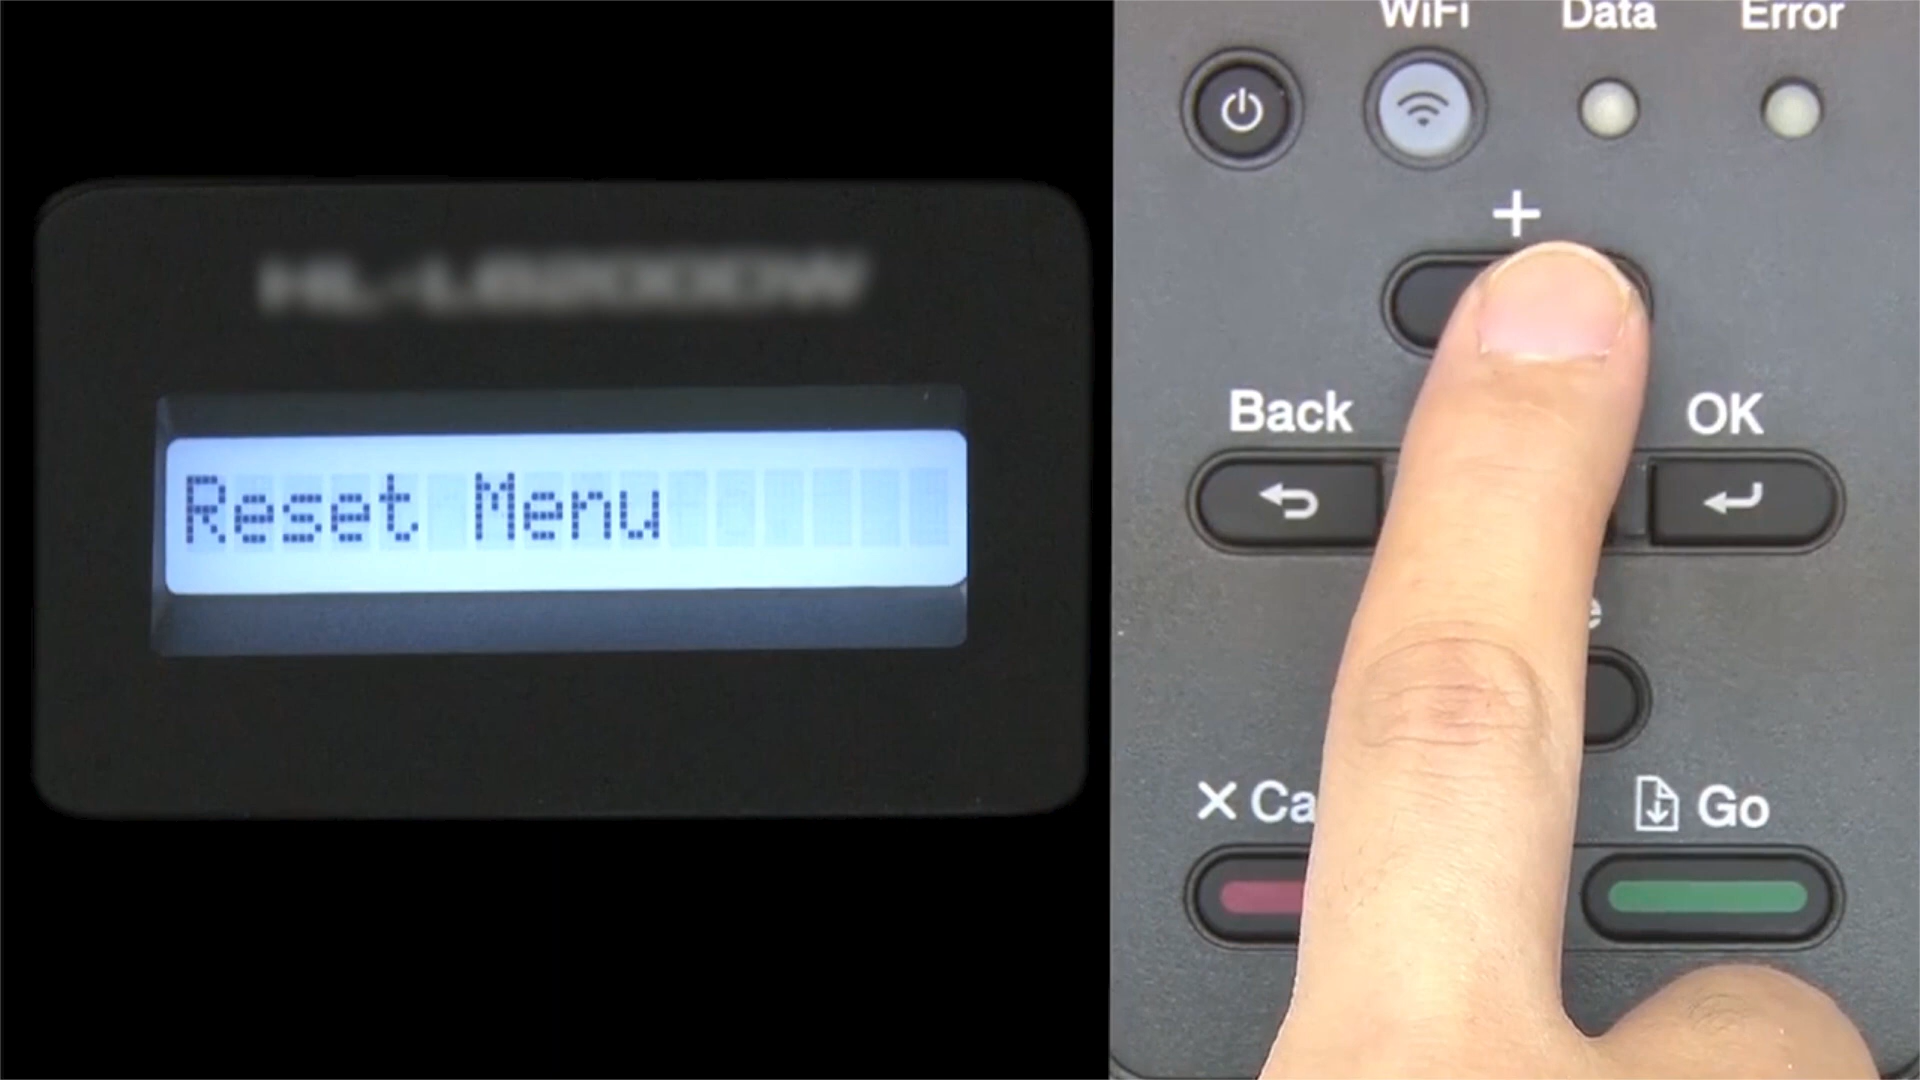 Reset Menu
WiFi Data Error
+
Back OK
e
Ca Go